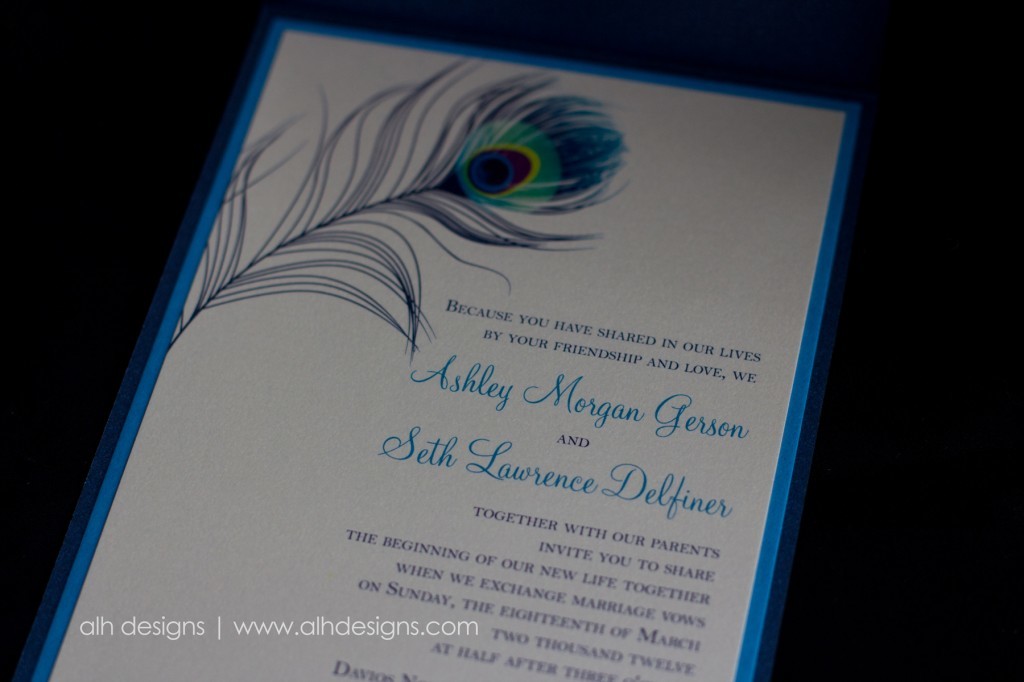 Because you have shared in our lives
by your friendship and love, we
Ashley Morgan Gerson
and
Seth Lawrence Delfiner
together with our parents
invite you to share
the beginning of our new life together
when we exchange marriage vows
on Sunday, the eighteenth of March
two thousand twelve
at half after three
Davios
alh designs | www.alhdesigns.com